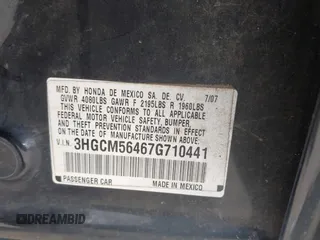 MFD. BY HONDA DE MEXICO SA. DE CV. 7/07
GVWR 4080LBS GAWR F 2195LBS R 1960LBS
THIS VEHICLE CONFORMS TO ALL APPLICABLE
FEDERAL MOTOR VEHICLE SAFETY, BUMPER,
AND THEFT PREVENTION STANDARDS IN EFFECT
ON THE DATE OF MANUFACTURE SHOWN ABOVE.
V.I.N. 3HGCM56467G710441
PASSENGER CAR MADE IN MEXICO
DREAMBID